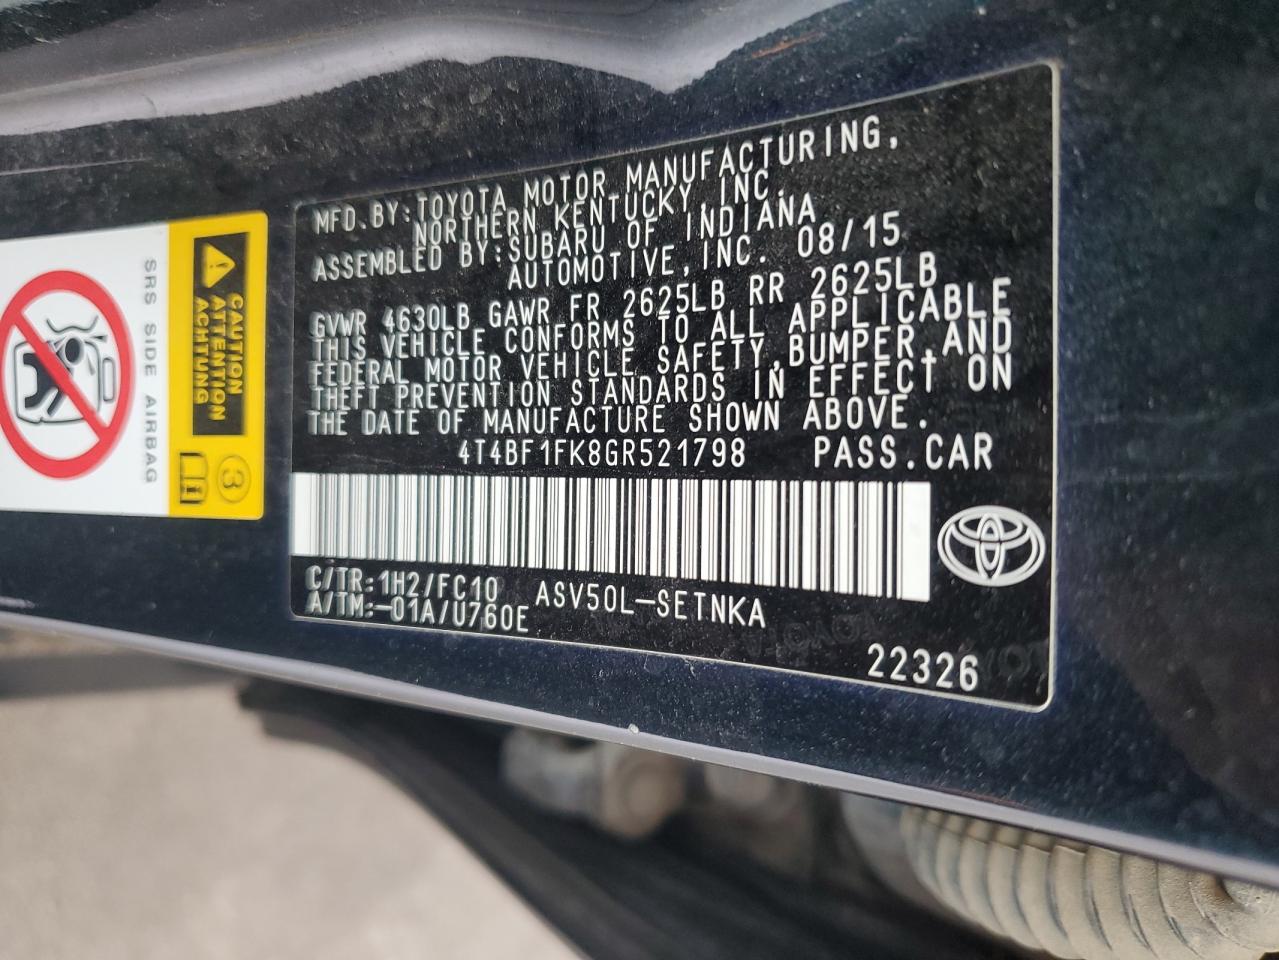 MFD. BY: TOYOTA MOTOR MANUFACTURING,
NORTHERN KENTUCKY INC.
ASSEMBLED BY: SUBARU OF INDIANA
AUTOMOTIVE, INC. 08/15
GVWR 4630LB GAWR FR 2625LB RR 2625LB
THIS VEHICLE CONFORMS TO ALL APPLICABLE
FEDERAL MOTOR VEHICLE SAFETY, BUMPER, AND
THEFT PREVENTION STANDARDS IN EFFECT ON
THE DATE OF MANUFACTURE SHOWN ABOVE.
4T4BF1FK8GR521798 PASS.CAR
C/TR:1H2/FC10 ASV50L-SETNKA
A/TM:-01A/U760E
22326
CAUTION
ATTENTION
ACHTUNG
3
SRS SIDE AIRBAG